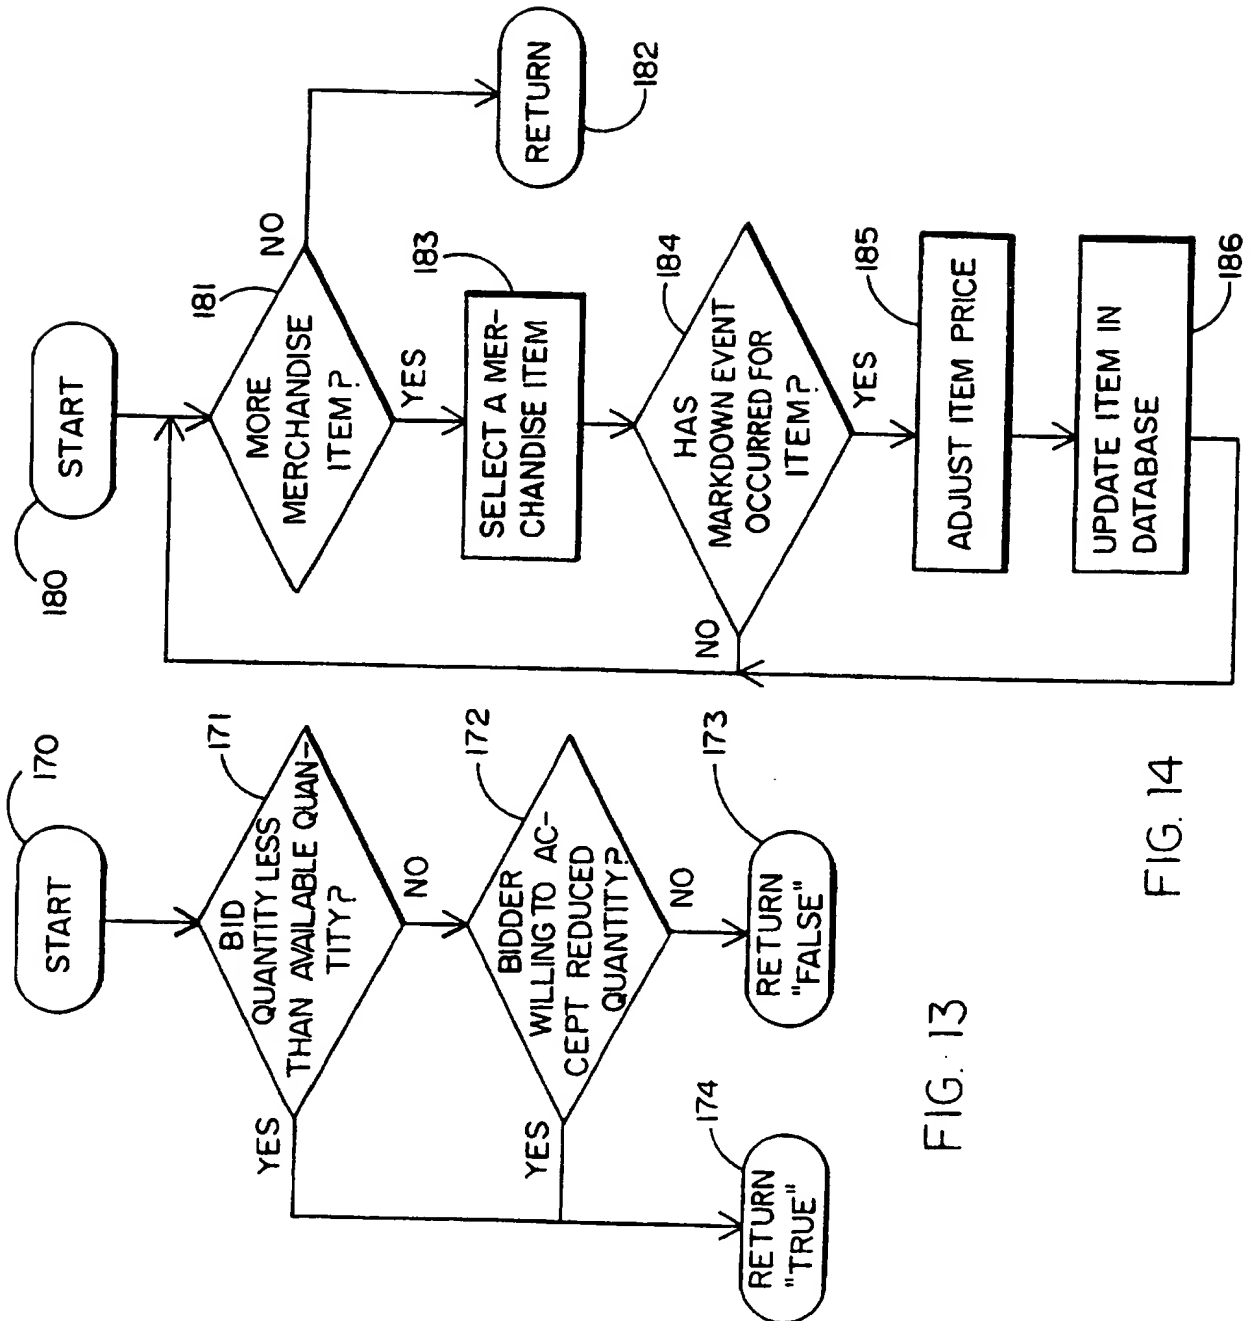 170
START
171
BID
QUANTITY LESS
THAN AVAILABLE QUAN-
TITY?
YES
NO
172
BIDDER
WILLING TO AC-
CEPT REDUCED
QUANTITY?
YES
NO
173
RETURN
"FALSE"
174
RETURN
"TRUE"
FIG. 13
180
START
181
MORE
MERCHANDISE
ITEM?
NO
YES
RETURN
182
183
SELECT A MER-
CHANDISE ITEM
184
HAS
MARKDOWN EVENT
OCCURRED FOR
ITEM?
NO
YES
185
ADJUST ITEM PRICE
186
UPDATE ITEM IN
DATABASE
FIG. 14